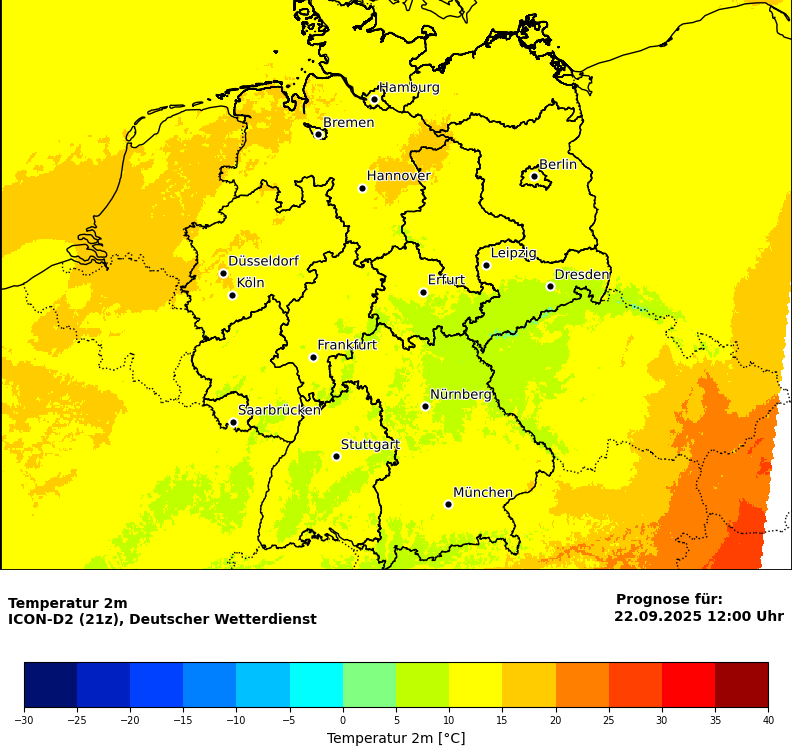 Hamburg
Bremen
Berlin
Hannover
Leipzig
Düsseldorf
Dresden
Köln
Erfurt
Frankfurt
Nürnberg
Saarbrücken
Stuttgart
München
Temperatur 2m
ICON-D2 (21z), Deutscher Wetterdienst
Prognose für:
22.09.2025 12:00 Uhr
−30 −25 −20 −15 −10 −5 0 5 10 15 20 25 30 35 40
Temperatur 2m [°C]